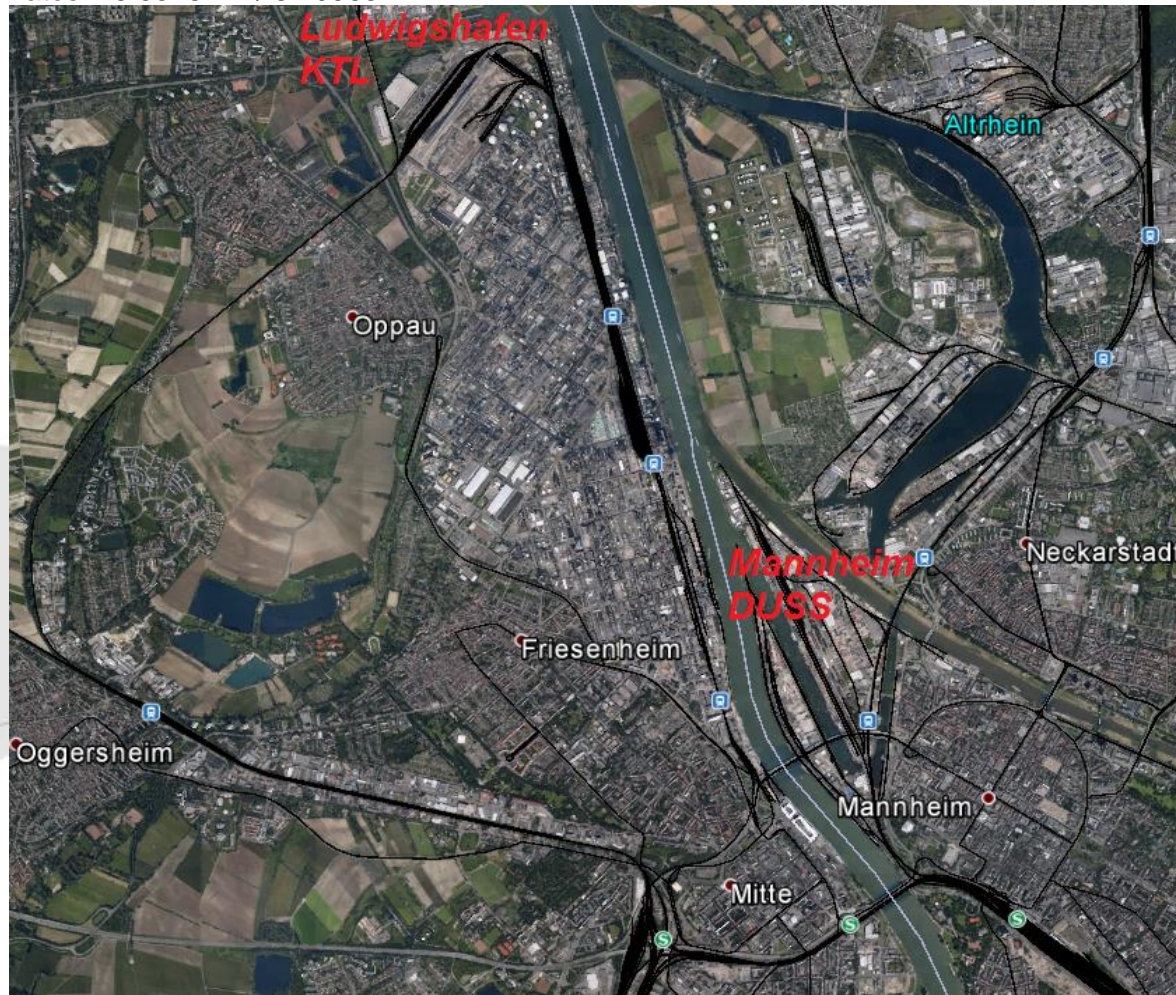 Ludwigshafen
KTL
Altrhein
Oppau
Mannheim
DUSS
Neckarstadt
Friesenheim
Oggersheim
Mannheim
Mitte
S
S